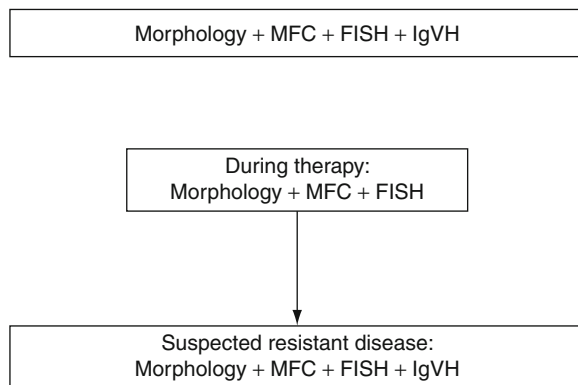 Morphology + MFC + FISH + IgVH
During therapy:
Morphology + MFC + FISH
Suspected resistant disease:
Morphology + MFC + FISH + IgVH